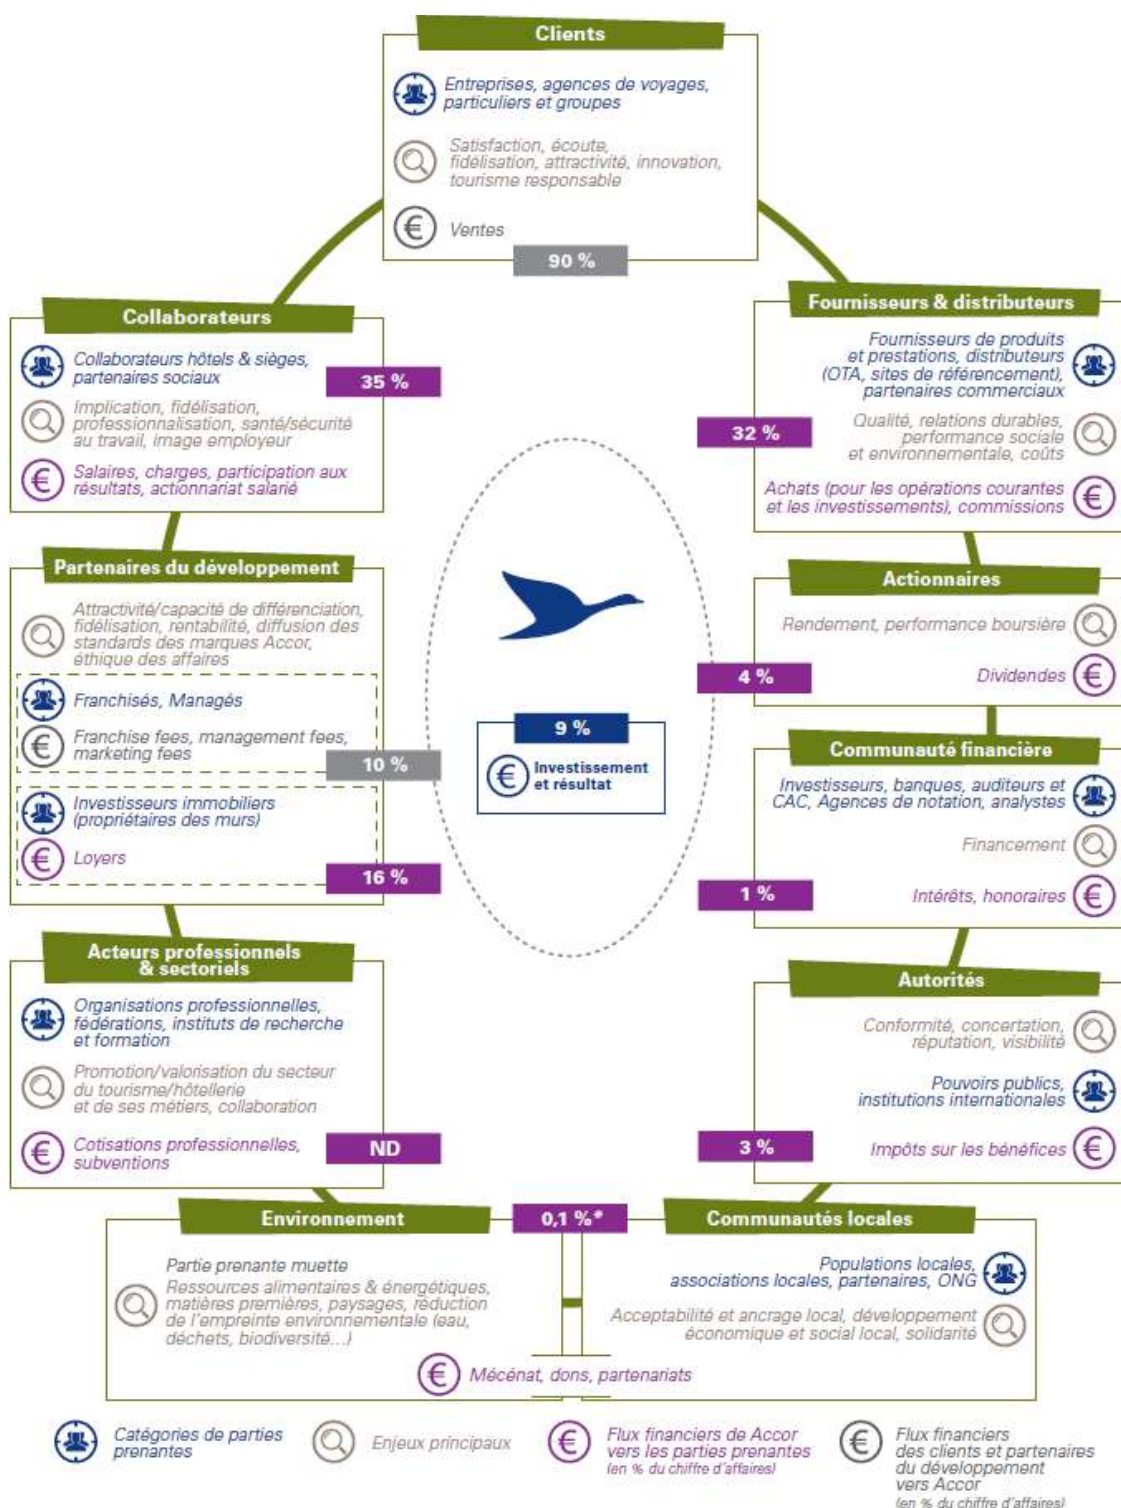 Clients
Entreprises, agences de voyages,
particuliers et groupes
Satisfaction, écoute,
fidélisation, attractivité, innovation,
tourisme responsable
Ventes
90 %
Collaborateurs
Collaborateurs hôtels & sièges,
partenaires sociaux
35 %
Implication, fidélisation,
professionnalisation, santé/sécurité
au travail, image employeur
Salaires, charges, participation aux
résultats, actionnariat salarié
Fournisseurs & distributeurs
Fournisseurs de produits
et prestations, distributeurs
(OTA, sites de référencement),
partenaires commerciaux
32 %
Qualité, relations durables,
performance sociale
et environnementale, coûts
Achats (pour les opérations courantes
et les investissements), commissions
Partenaires du développement
Attractivité/capacité de différenciation,
fidélisation, rentabilité, diffusion des
standards des marques Accor,
éthique des affaires
Franchisés, Managés
Franchise fees, management fees,
marketing fees
10 %
Investisseurs immobiliers
(propriétaires des murs)
Loyers
16 %
9 %
Investissement
et résultat
Actionnaires
Rendement, performance boursière
4 %
Dividendes
Communauté financière
Investisseurs, banques, auditeurs et
CAC, Agences de notation, analystes
Financement
1 %
Intérêts, honoraires
Acteurs professionnels
& sectoriels
Organisations professionnelles,
fédérations, instituts de recherche
et formation
Promotion/valorisation du secteur
du tourisme/hôtellerie
et de ses métiers, collaboration
Cotisations professionnelles,
subventions
ND
Autorités
Conformité, concertation,
réputation, visibilité
Pouvoirs publics,
institutions internationales
3 %
Impôts sur les bénéfices
Environnement
0,1 %*
Communautés locales
Partie prenante muette
Ressources alimentaires & énergétiques,
matières premières, paysages, réduction
de l'empreinte environnementale (eau,
déchets, biodiversité…)
Populations locales,
associations locales, partenaires, ONG
Acceptabilité et ancrage local, développement
économique et social local, solidarité
Mécénat, dons, partenariats
Catégories de parties
prenantes
Enjeux principaux
Flux financiers de Accor
vers les parties prenantes
(en % du chiffre d'affaires)
Flux financiers
des clients et partenaires
du développement
vers Accor
(en % du chiffre d'affaires)